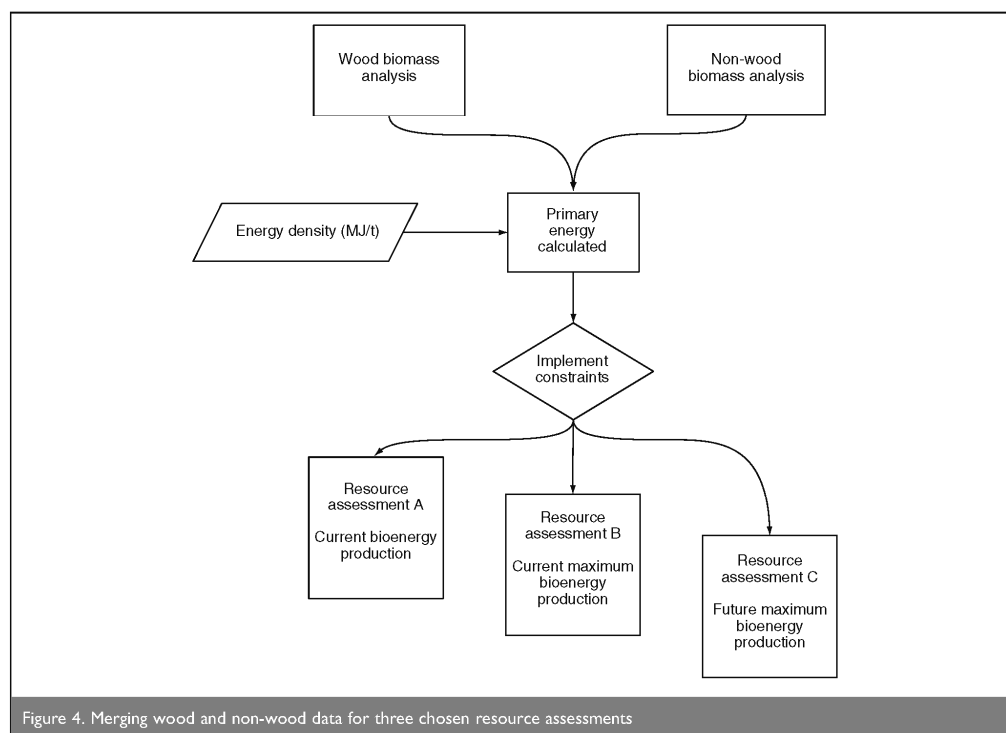 Wood biomass
analysis
Non-wood
biomass analysis
Energy density (MJ/t)
Primary
energy
calculated
Implement
constraints
Resource
assessment A
Current bioenergy
production
Resource
assessment B
Current maximum
bioenergy
production
Resource
assessment C
Future maximum
bioenergy
production
Figure 4. Merging wood and non-wood data for three chosen resource assessments